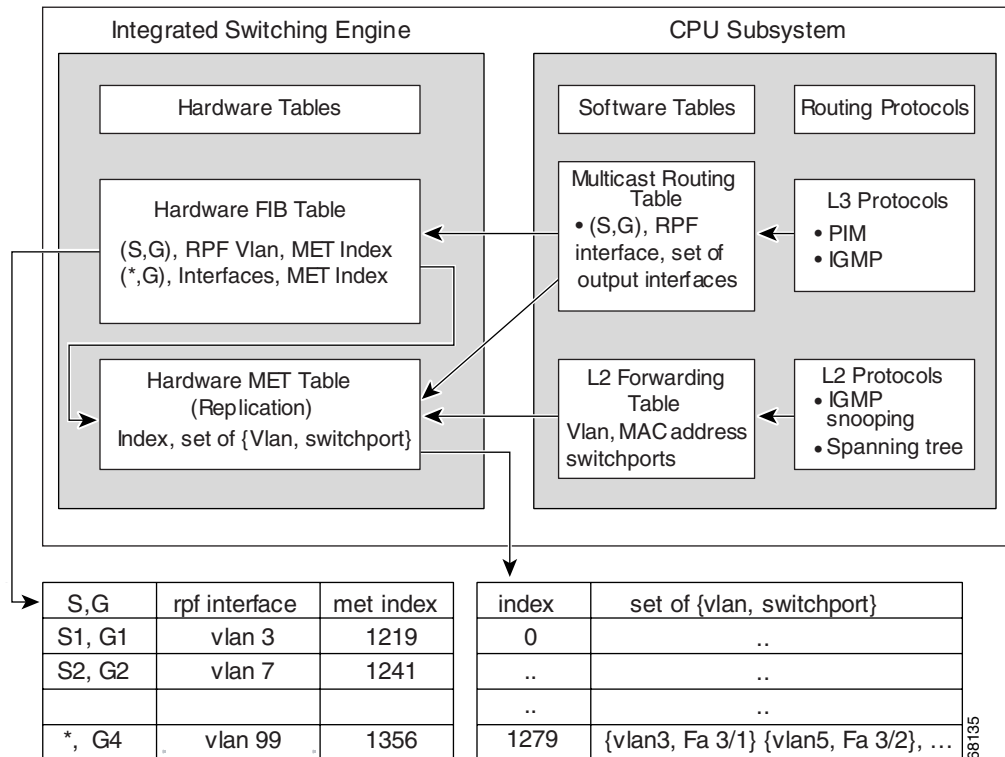 Integrated Switching Engine
CPU Subsystem
Hardware Tables
Software Tables
Routing Protocols
Hardware FIB Table
(S,G), RPF Vlan, MET Index
(*,G), Interfaces, MET Index
Multicast Routing
Table
• (S,G), RPF
interface, set of
output interfaces
L3 Protocols
• PIM
• IGMP
Hardware MET Table
(Replication)
Index, set of {Vlan, switchport}
L2 Forwarding
Table
Vlan, MAC address
switchports
L2 Protocols
• IGMP
snooping
• Spanning tree
S,G rpf interface met index
S1, G1 vlan 3 1219
S2, G2 vlan 7 1241
*, G4 vlan 99 1356
index set of {vlan, switchport}
0 ..
.. ..
.. ..
1279 {vlan3, Fa 3/1} {vlan5, Fa 3/2}, ...
68135